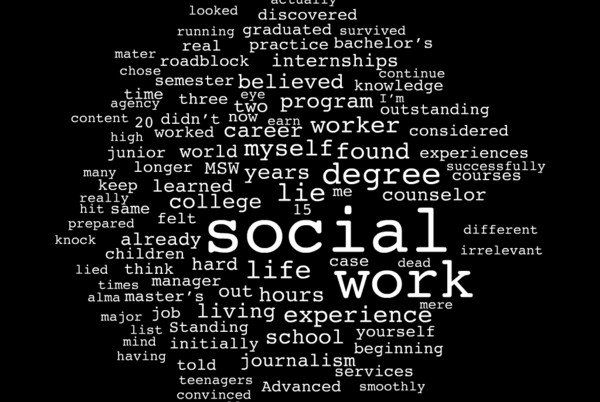 actually
looked discovered
running graduated survived
real practice bachelor's
mater roadblock internships
chose semester believed continue
knowledge
time three eye two program I'm
agency outstanding
content 20 didn't now earn
high worked career worker considered
junior world myself found experiences
many longer MSW years degree successfully
courses
keep learned lie me counselor
really college
hit same 15
prepared felt social different
knock already irrelevant
children case dead
lied think hard life work
times manager
alma master's out hours mere
major job living experience
list Standing school yourself
mind initially beginning
having told journalism
services
teenagers Advanced smoothly
convinced